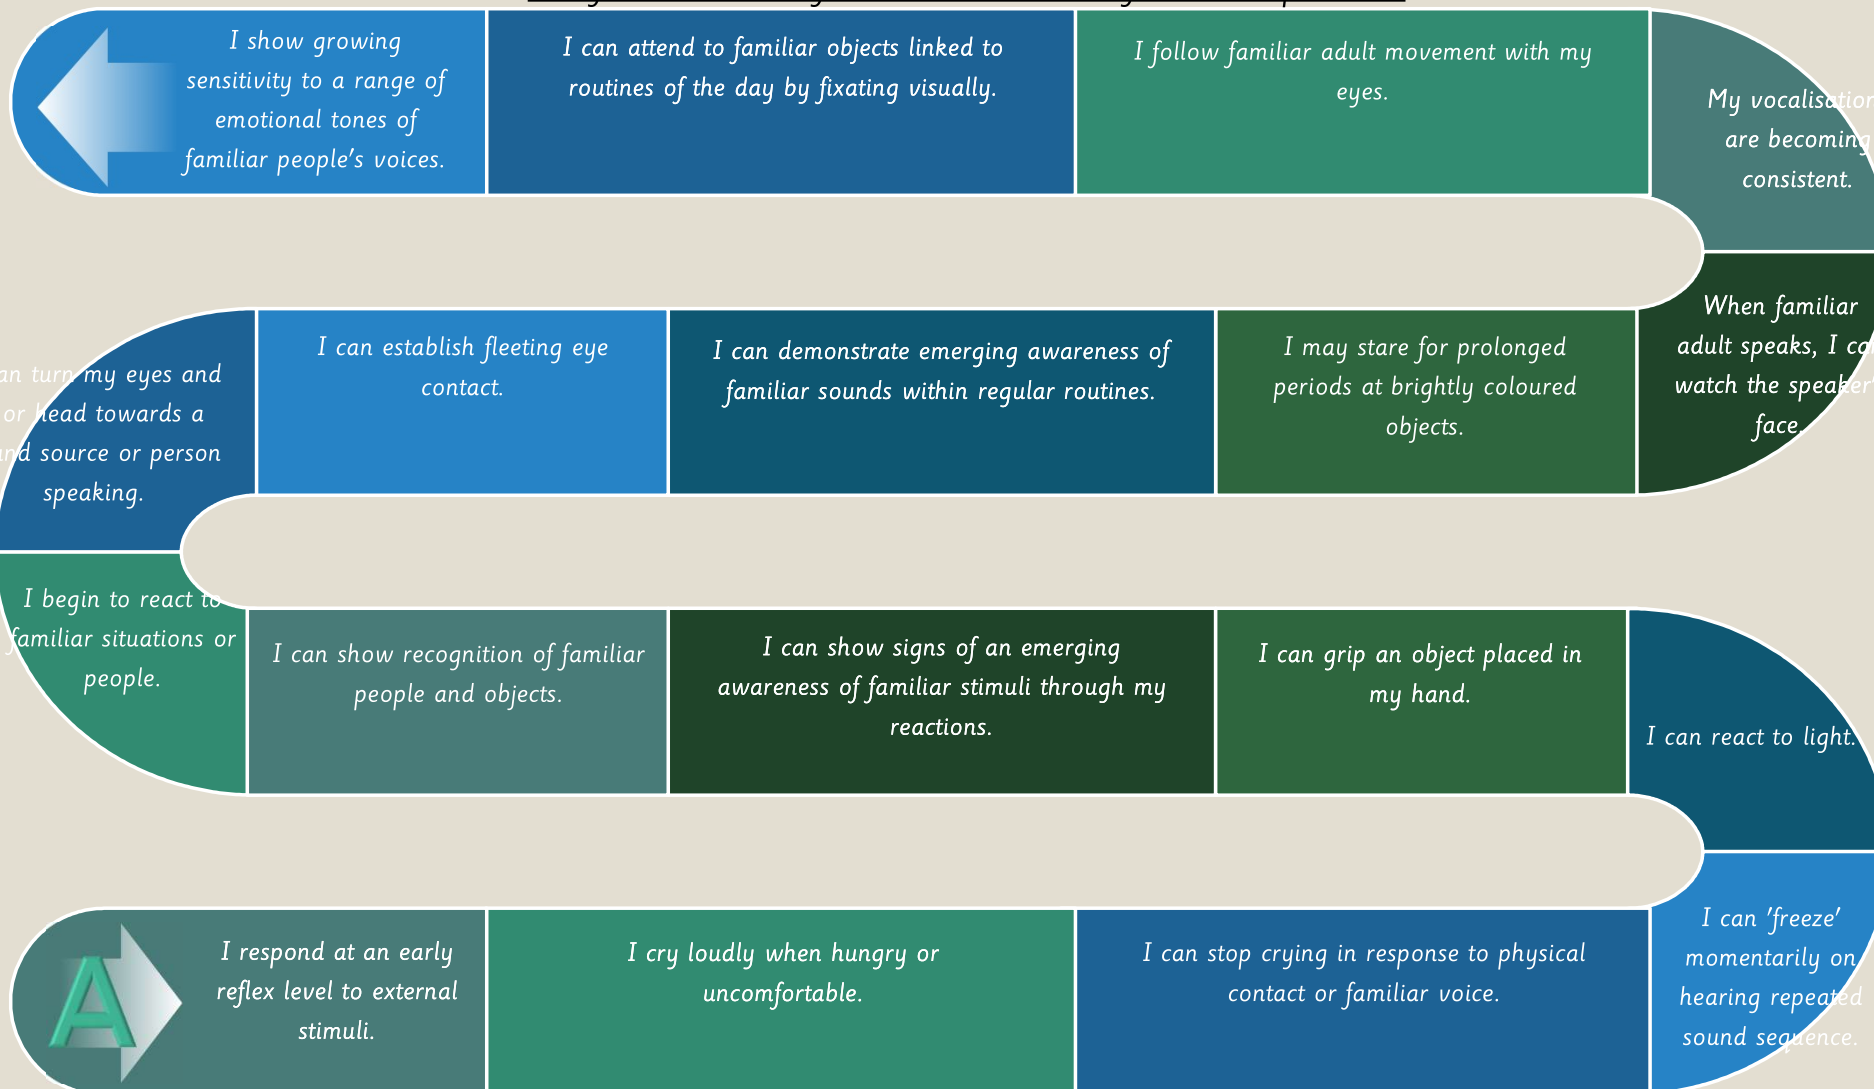 I show growing
sensitivity to a range of
emotional tones of
familiar people's voices.
I can attend to familiar objects linked to
routines of the day by fixating visually.
I follow familiar adult movement with my
eyes.
My vocalisation
are becoming
consistent.
When familiar
adult speaks, I can
watch the speaker'
face.
I may stare for prolonged
periods at brightly coloured
objects.
I can demonstrate emerging awareness of
familiar sounds within regular routines.
I can establish fleeting eye
contact.
an turn my eyes and
or head towards a
nd source or person
speaking.
I begin to react to
familiar situations or
people.
I can show recognition of familiar
people and objects.
I can show signs of an emerging
awareness of familiar stimuli through my
reactions.
I can grip an object placed in
my hand.
I can react to light.
I can 'freeze'
momentarily on
hearing repeated
sound sequence.
I can stop crying in response to physical
contact or familiar voice.
I cry loudly when hungry or
uncomfortable.
I respond at an early
reflex level to external
stimuli.
A